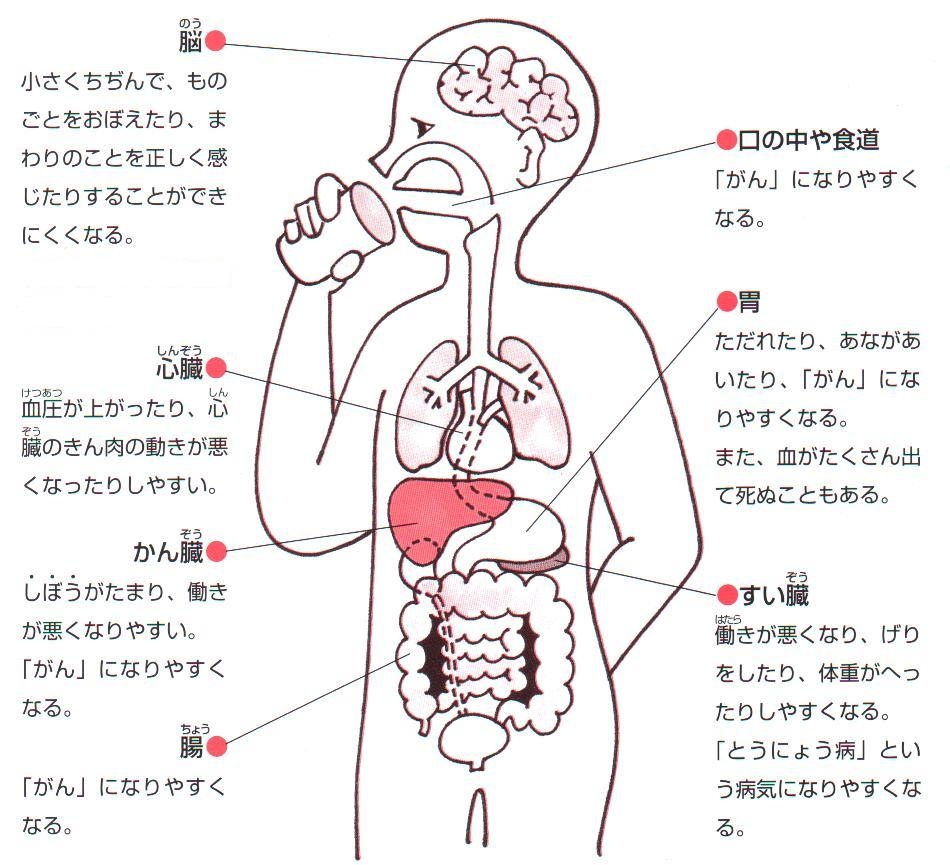 脳
小さくちぢんで、もの
ごとをおぼえたり、ま
わりのことを正しく感
じたりすることができ
にくくなる。
心臓
血圧が上がったり、心
臓のきん肉の動きが悪
くなったりしやすい。
かん臓
しぼうがたまり、働き
が悪くなりやすい。
「がん」になりやすく
なる。
腸
「がん」になりやすく
なる。
口の中や食道
「がん」になりやすく
なる。
胃
ただれたり、あながあ
いたり、「がん」にな
りやすくなる。
また、血がたくさん出
て死ぬこともある。
すい臓
働きが悪くなり、げり
をしたり、体重がへっ
たりしやすくなる。
「とうにょう病」とい
う病気になりやすくな
る。